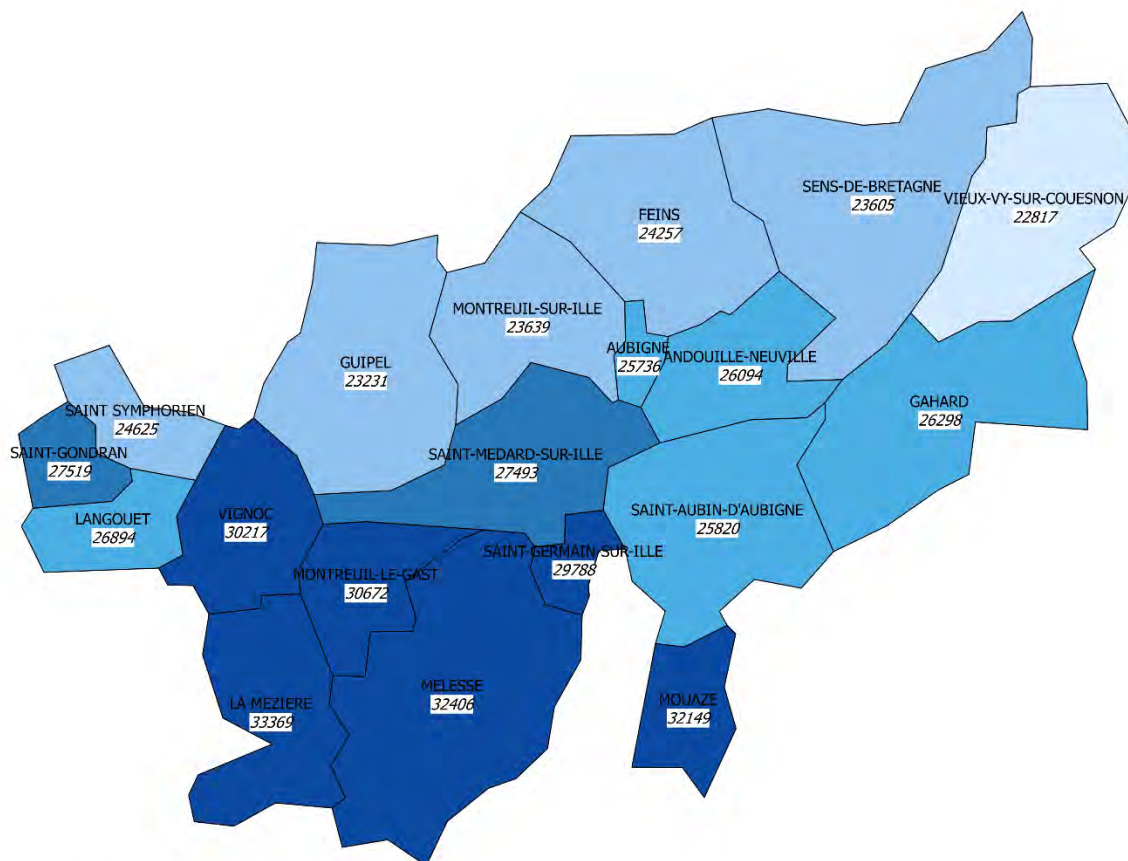 SENS-DE-BRETAGNE
23605
VIEUX-VY-SUR-COUESNON
22817
FEINS
24257
MONTREUIL-SUR-ILLE
23639
AUBIGNE
25736
ANDOUILLE-NEUVILLE
26094
GUIPEL
23231
GAHARD
26298
SAINT SYMPHORIEN
24625
SAINT-GONDRAN
27519
SAINT-MEDARD-SUR-ILLE
27493
LANGOUET
26894
VIGNOC
30217
SAINT-AUBIN-D'AUBIGNE
25820
SAINT-GERMAIN-SUR-ILLE
29788
MONTREUIL-LE-GAST
30672
MELESSE
32406
LA MEZIERE
33369
MOUAZE
32149